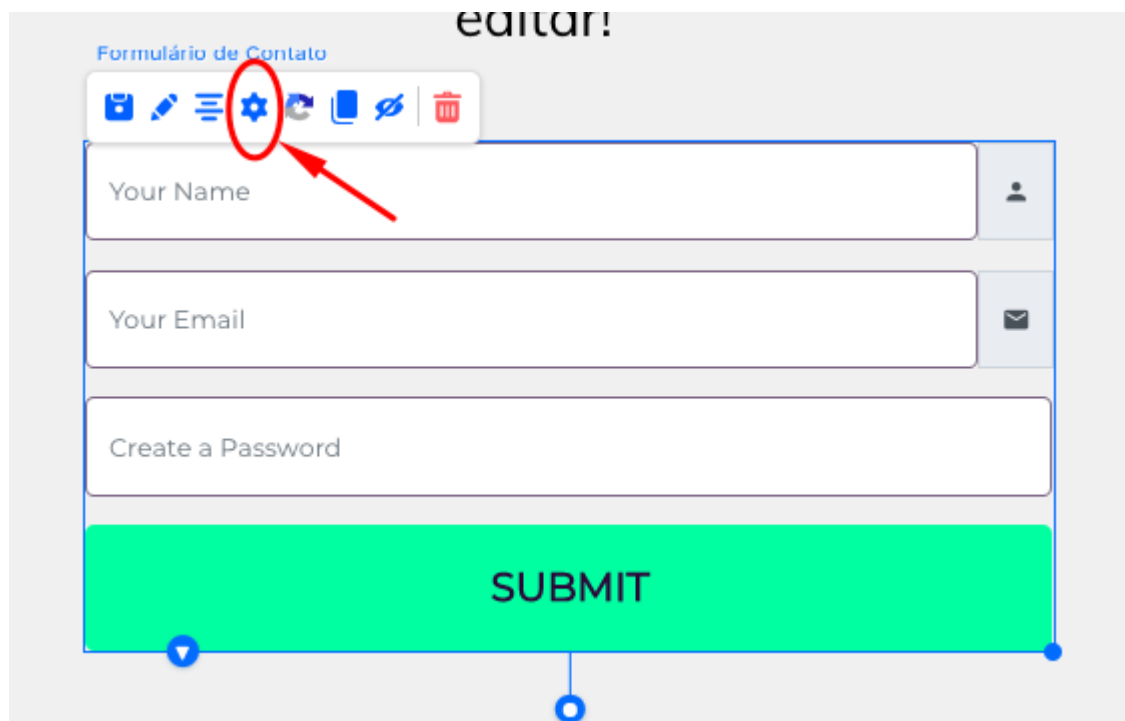 editar!
Formulário de Contato
Your Name
Your Email
Create a Password
SUBMIT